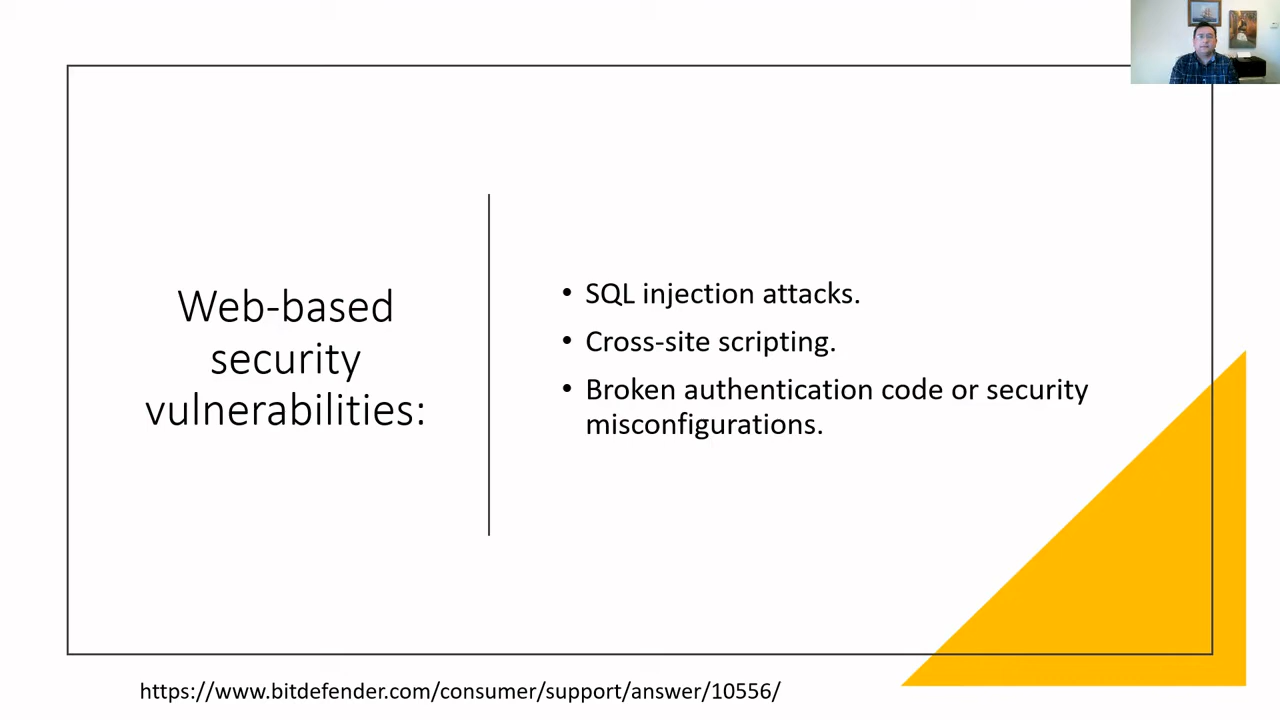 Web-based
security
vulnerabilities:
• SQL injection attacks.
• Cross-site scripting.
• Broken authentication code or security
misconfigurations.
https://www.bitdefender.com/consumer/support/answer/10556/